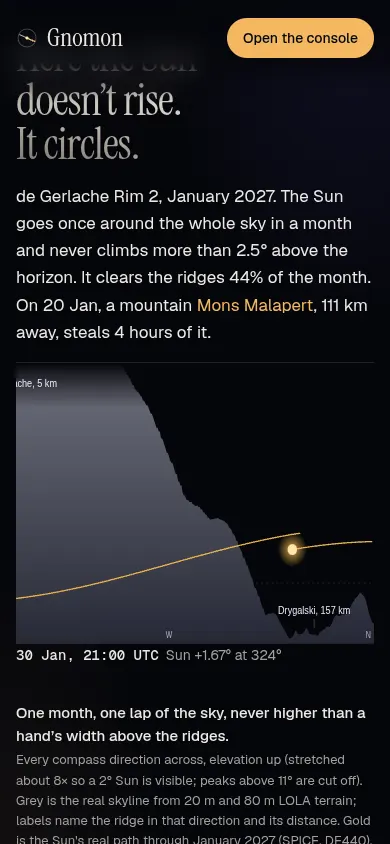 Gnomon
Open the console
Here the Sun
doesn’t rise.
It circles.
de Gerlache Rim 2, January 2027. The Sun
goes once around the whole sky in a month
and never climbs more than 2.5° above the
horizon. It clears the ridges 44% of the month.
On 20 Jan, a mountain Mons Malapert, 111 km
away, steals 4 hours of it.
ache, 5 km
Drygalski, 157 km
W
N
30 Jan, 21:00 UTC Sun +1.67° at 324°
One month, one lap of the sky, never higher than a
hand’s width above the ridges.
Every compass direction across, elevation up (stretched
about 8× so a 2° Sun is visible; peaks above 11° are cut off).
Grey is the real skyline from 20 m and 80 m LOLA terrain;
labels name the ridge in that direction and its distance. Gold
is the Sun's real path through January 2027 (SPICE, DE440).